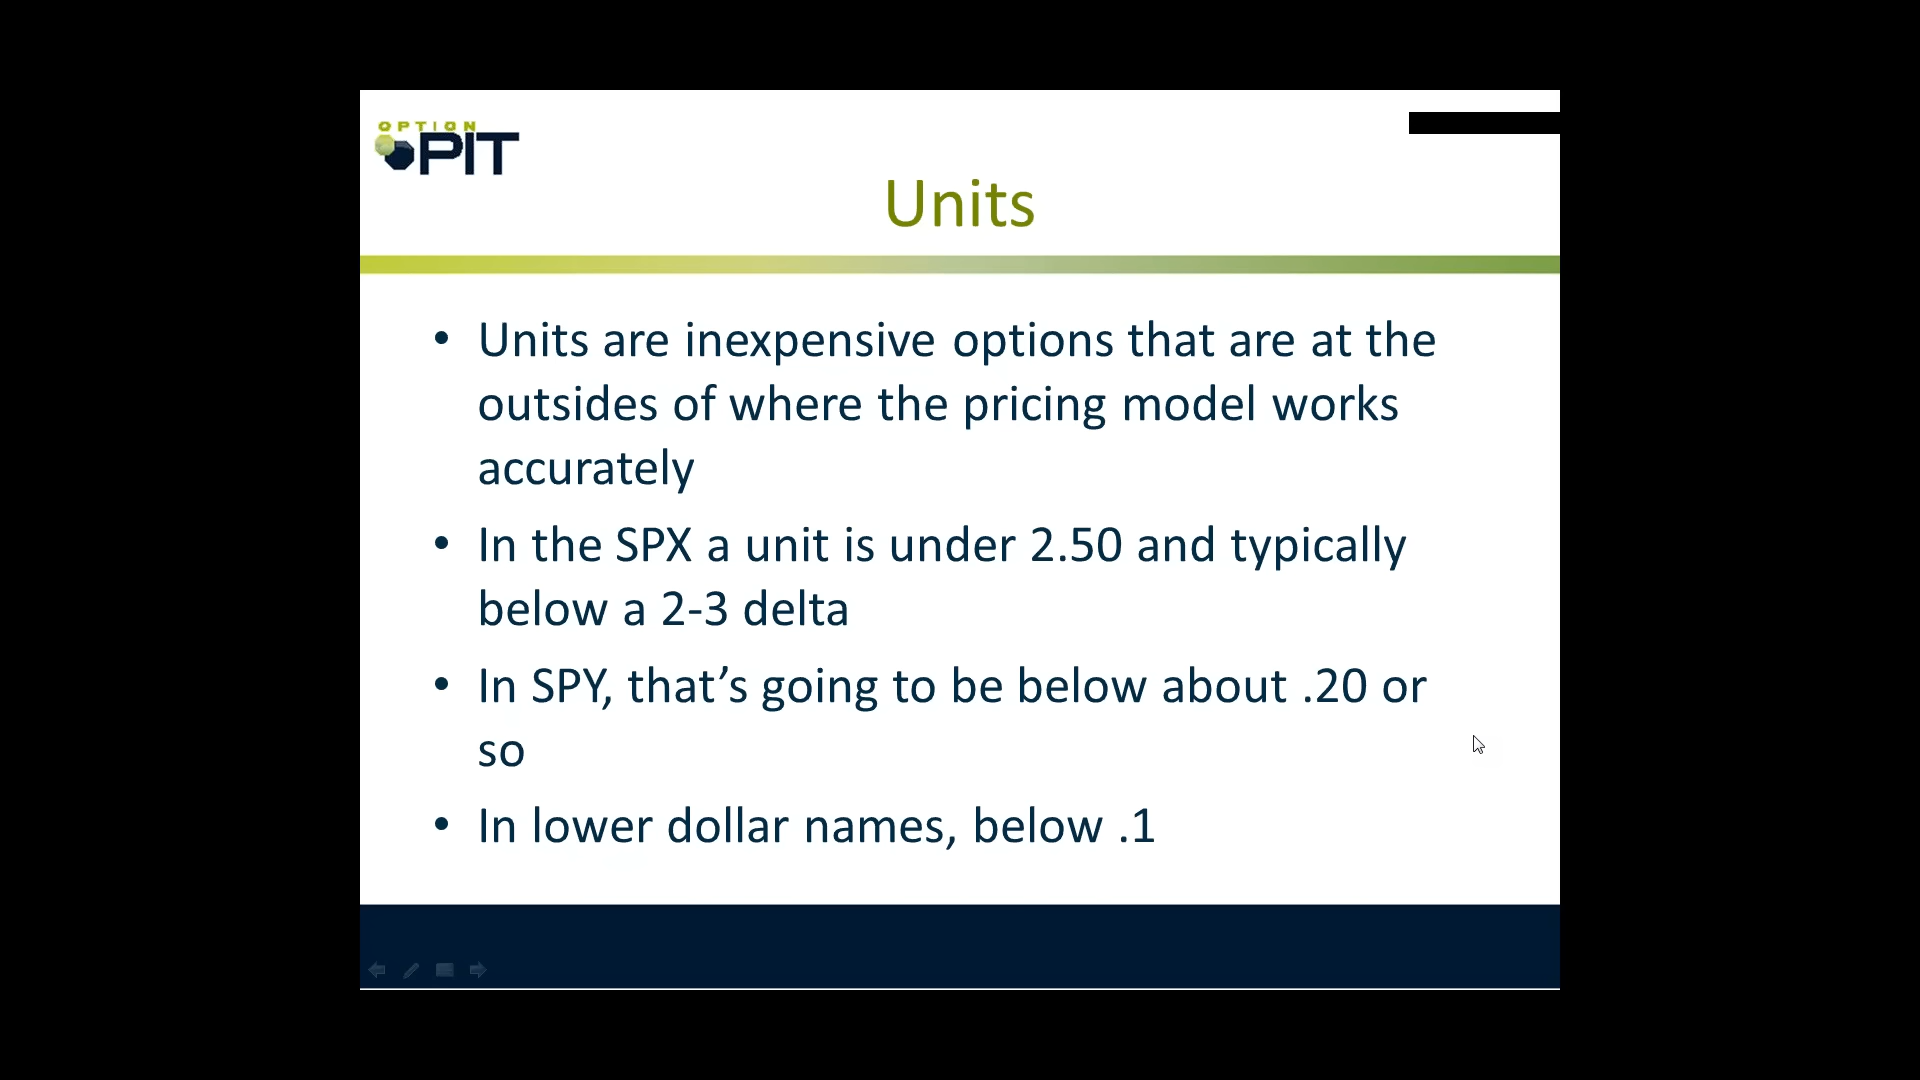 OPTION
PIT
Units
• Units are inexpensive options that are at the
outsides of where the pricing model works
accurately
• In the SPX a unit is under 2.50 and typically
below a 2-3 delta
• In SPY, that’s going to be below about .20 or
so
• In lower dollar names, below .1